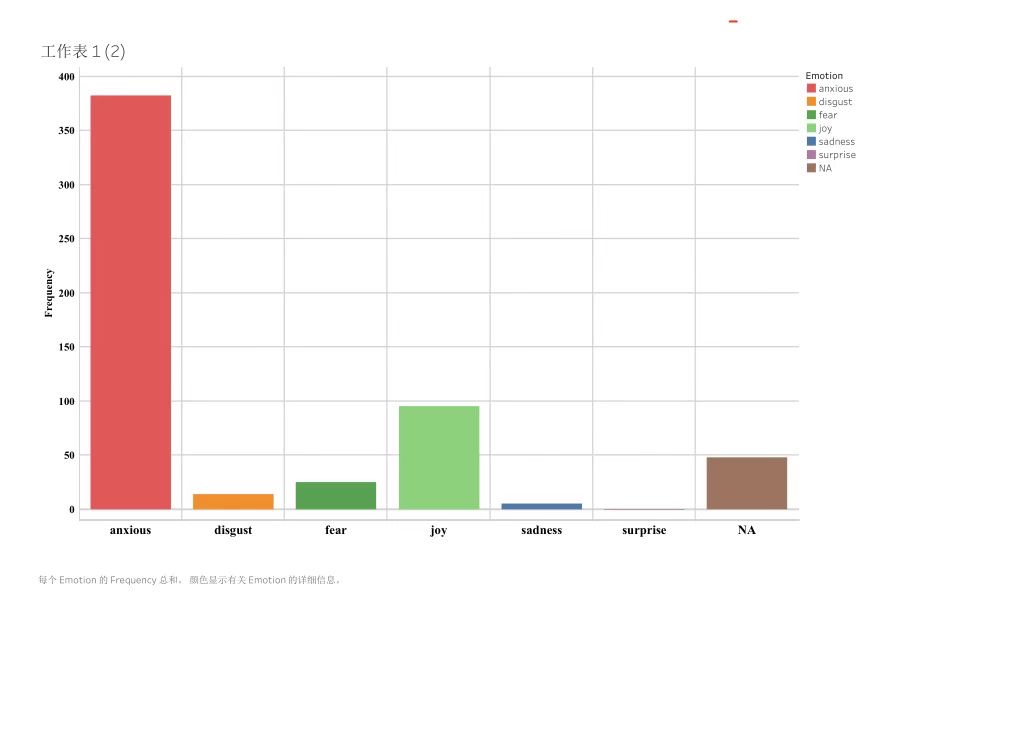 工作表 1 (2)
400
350
300
250
200
150
100
50
0
Frequency
anxious disgust fear joy sadness surprise NA
Emotion
anxious
disgust
fear
joy
sadness
surprise
NA
每个 Emotion 的 Frequency 总和。 颜色显示有关 Emotion 的详细信息。